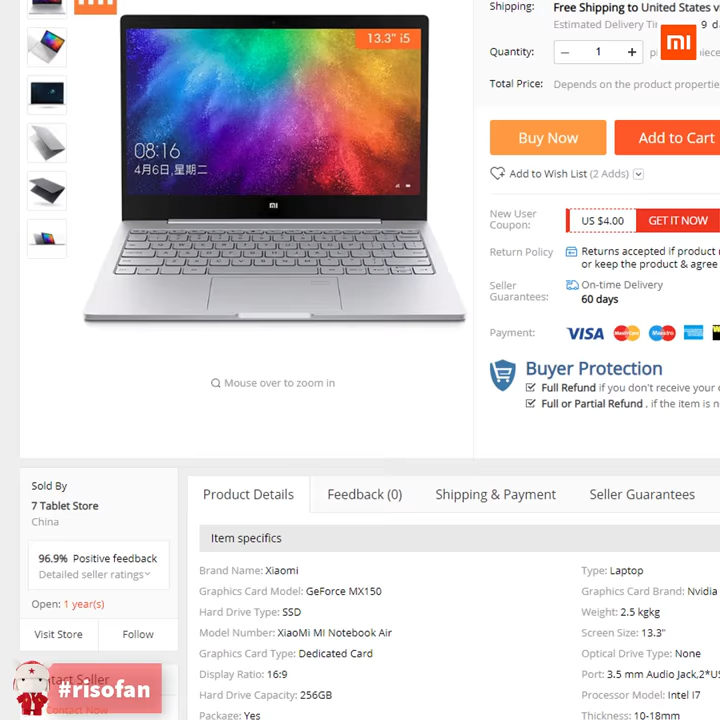 13.3" i5
08:16
4月6日,星期二
mi
Mouse over to zoom in
Shipping: Free Shipping to United States v
Estimated Delivery Tir 9 d
Quantity: − 1 + pi iece
mi
Total Price: Depends on the product propertie
Buy Now
Add to Cart
Add to Wish List (2 Adds)
New User Coupon: US $4.00 GET IT NOW
Return Policy Returns accepted if product
or keep the product & agree
Seller Guarantees: On-time Delivery
60 days
Payment: VISA MasterCard Maestro
Buyer Protection
Full Refund if you don't receive your
Full or Partial Refund , if the item is n
Sold By
7 Tablet Store
China
96.9% Positive feedback
Detailed seller ratings
Open: 1 year(s)
Visit Store Follow
tact Seller
#risofan
Contact Now
Product Details Feedback (0) Shipping & Payment Seller Guarantees
Item specifics
Brand Name: Xiaomi Type: Laptop
Graphics Card Model: GeForce MX150 Graphics Card Brand: Nvidia
Hard Drive Type: SSD Weight: 2.5 kgkg
Model Number: XiaoMi MI Notebook Air Screen Size: 13.3"
Graphics Card Type: Dedicated Card Optical Drive Type: None
Display Ratio: 16:9 Port: 3.5 mm Audio Jack,2*US
Hard Drive Capacity: 256GB Processor Model: Intel I7
Package: Yes Thickness: 10-18mm